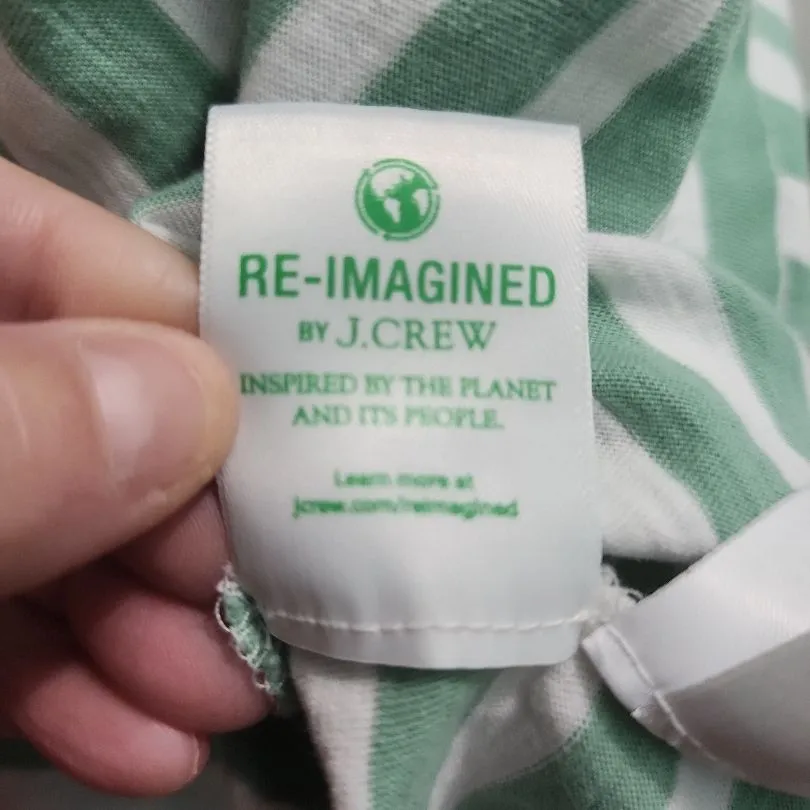 RE-IMAGINED
BY J.CREW
INSPIRED BY THE PLANET
AND ITS PEOPLE.
Learn more at
jcrew.com/reimagined